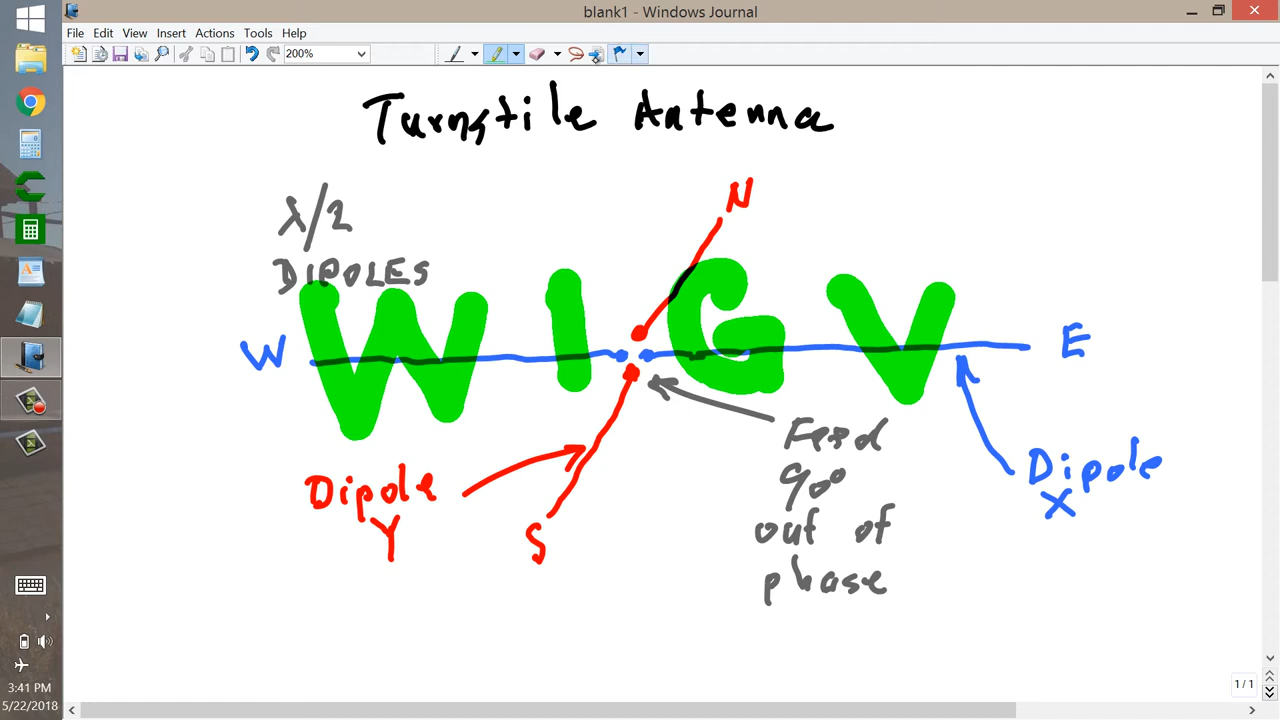 blank1 - Windows Journal
File Edit View Insert Actions Tools Help
200%
Turnstile Antenna
N
λ/2
DIPOLES
WIGV
W
E
Feed
90°
out of
phase
Dipole
X
Dipole
Y
S
1/1
3:41 PM
5/22/2018